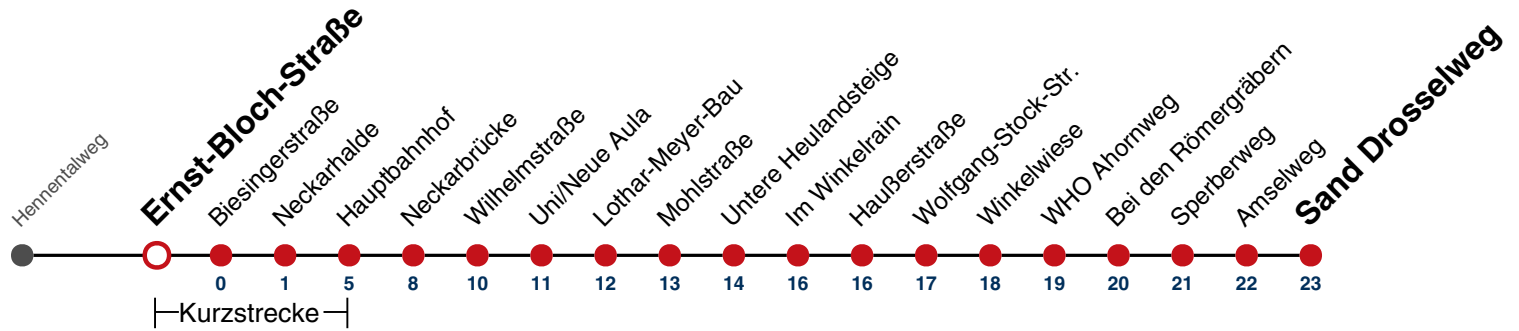 Hennentalweg
Ernst-Bloch-Straße
Biesingerstraße
Neckarhalde
Hauptbahnhof
Neckarbrücke
Wilhelmstraße
Uni/Neue Aula
Lothar-Meyer-Bau
Mohlstraße
Untere Heulandsteige
Im Winkelrain
Haußerstraße
Wolfgang-Stock-Str.
Winkelwiese
WHO Ahornweg
Bei den Römergräbern
Sperberweg
Amselweg
Sand Drosselweg
0 1 5 8 10 11 12 13 14 16 16 17 18 19 20 21 22 23
Kurzstrecke